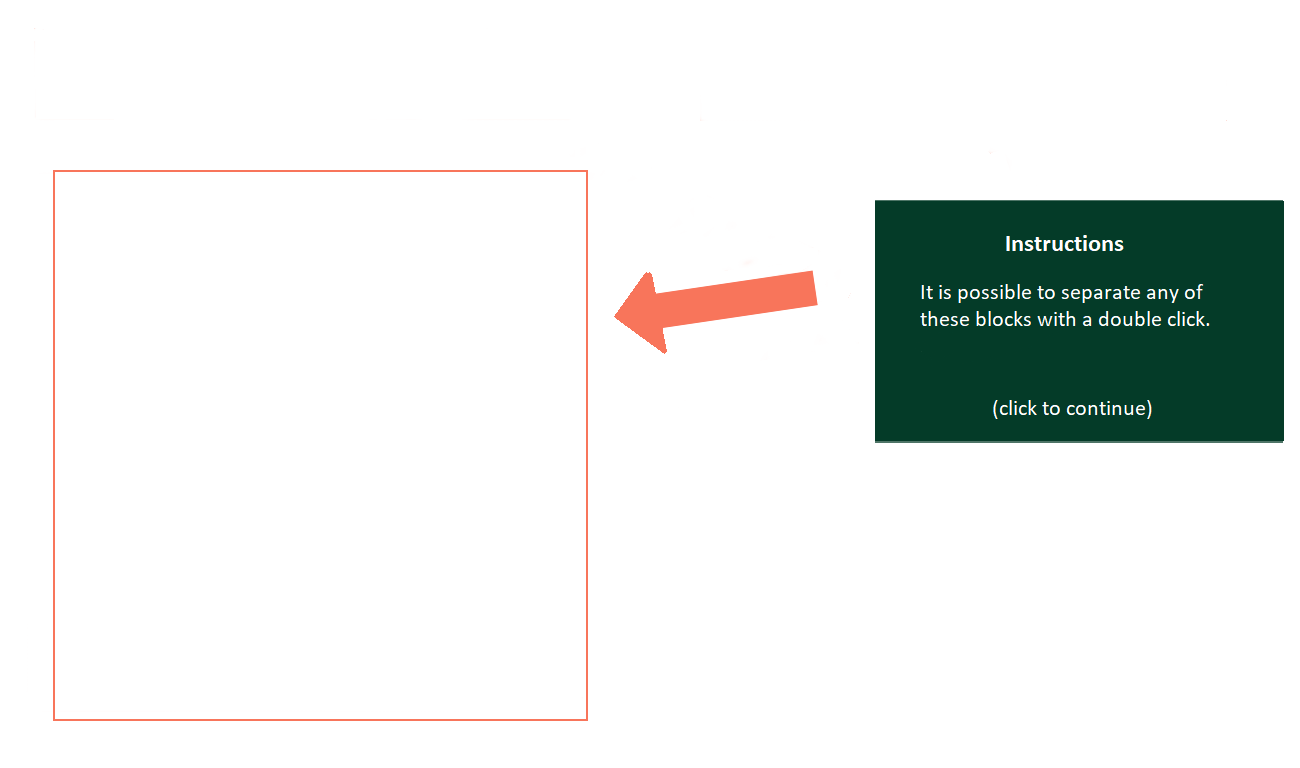 Instructions
It is possible to separate any of
these blocks with a double click.
(click to continue)